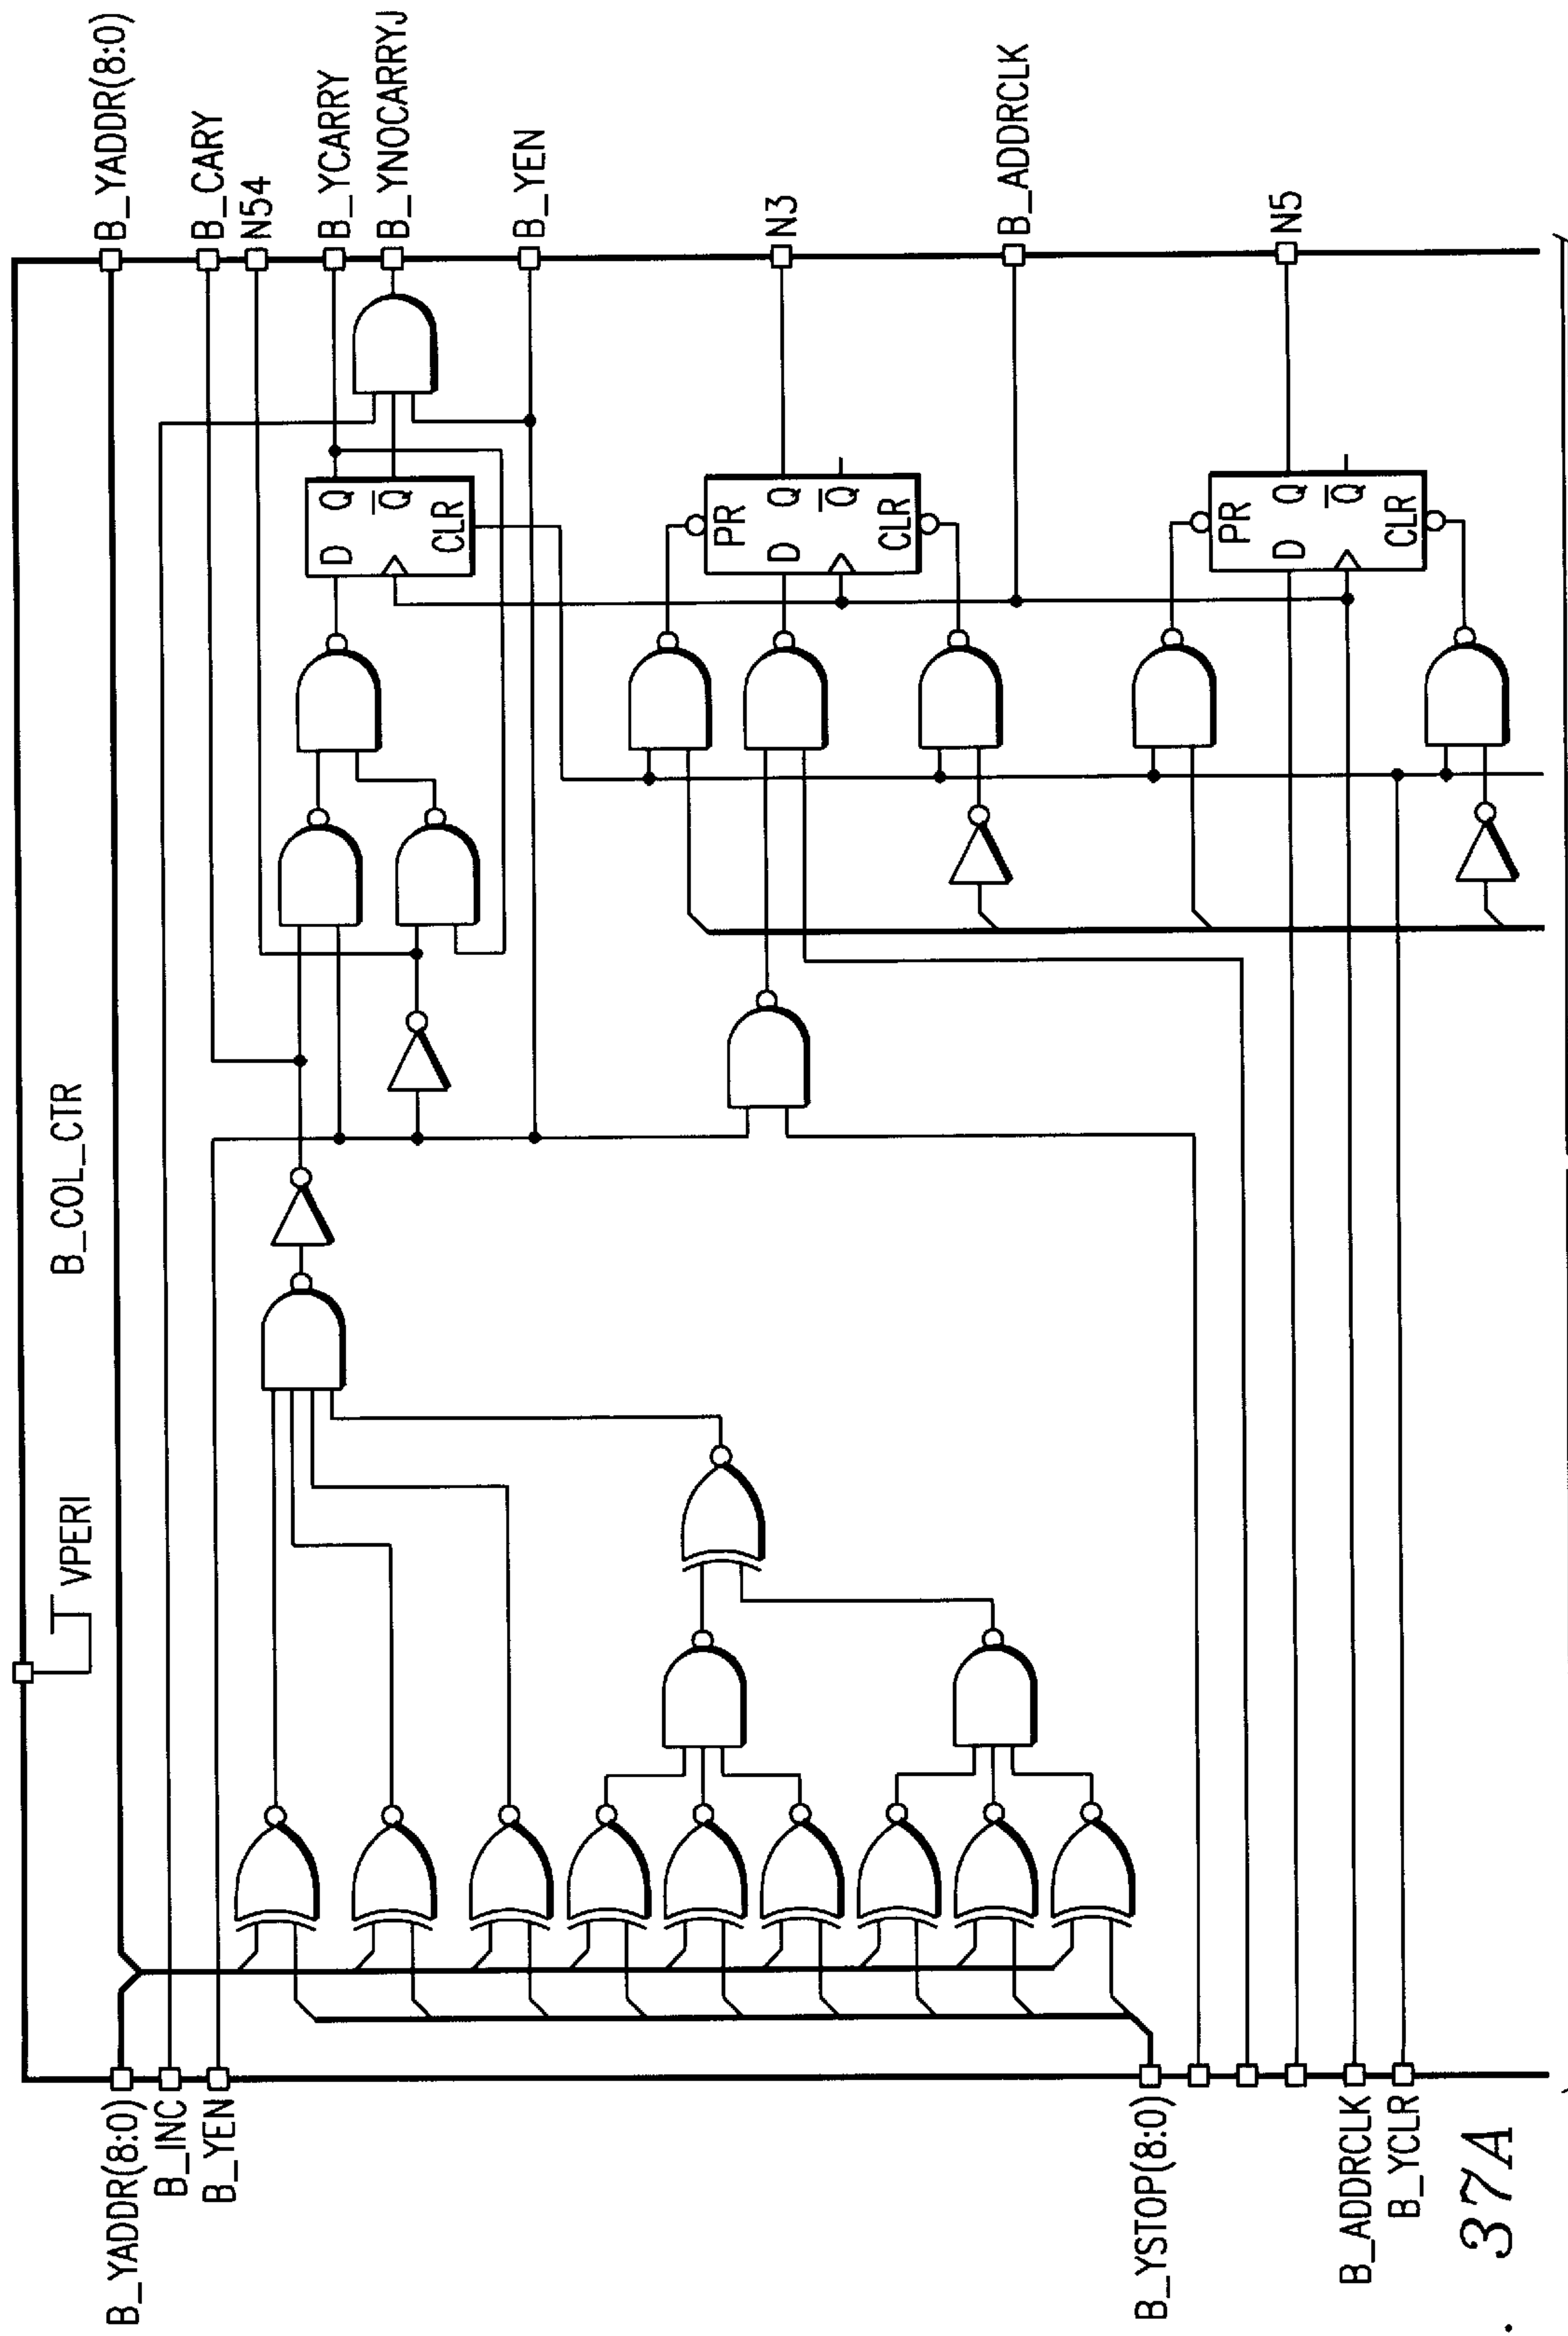 B_COL_CTR
VPERI
B_YADDR(8:0)
B_INC
B_YEN
B_YSTOP(8:0)
B_ADDRCLK
B_YCLR
B_YADDR(8:0)
B_CARY
N54
B_YCARRY
B_YNOCARRYJ
B_YEN
N3
B_ADDRCLK
N5
D Q
Q
CLR
PR
D Q
Q
CLR
PR
D Q
Q
CLR
. 37A